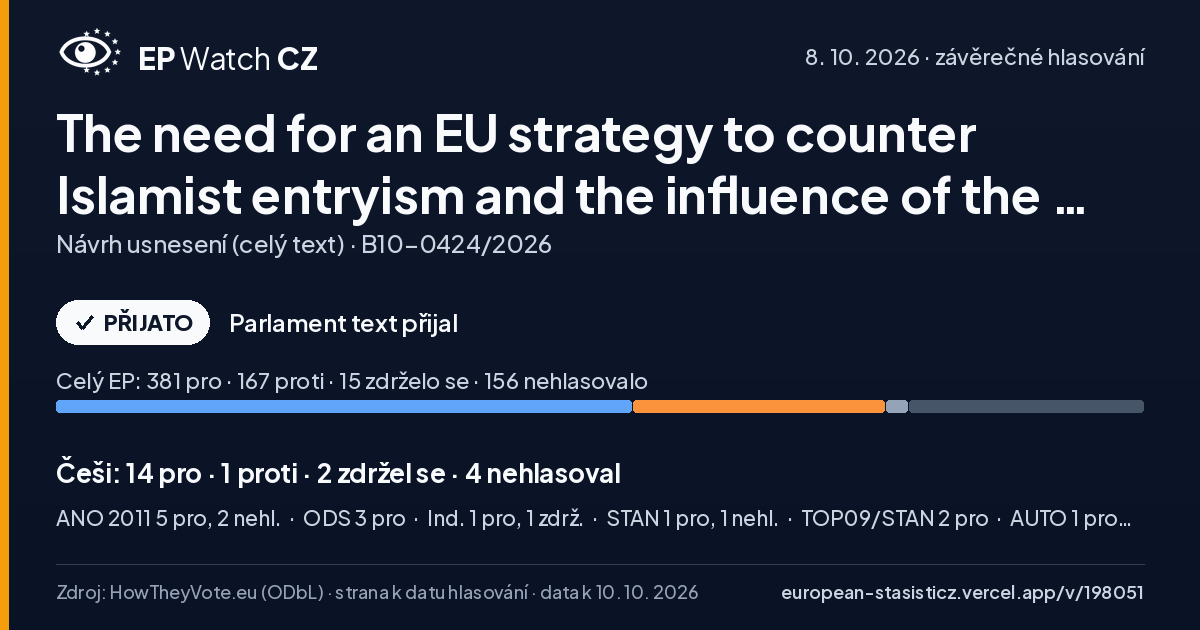 EP Watch CZ
8. 10. 2026 · závěrečné hlasování
The need for an EU strategy to counter
Islamist entryism and the influence of the …
Návrh usnesení (celý text) · B10–0424/2026
✓ PŘIJATO Parlament text přijal
Celý EP: 381 pro · 167 proti · 15 zdrželo se · 156 nehlasovalo
Češi: 14 pro · 1 proti · 2 zdržel se · 4 nehlasoval
ANO 2011 5 pro, 2 nehl. · ODS 3 pro · Ind. 1 pro, 1 zdrž. · STAN 1 pro, 1 nehl. · TOP09/STAN 2 pro · AUTO 1 pro…
Zdroj: HowTheyVote.eu (ODbL) · strana k datu hlasování · data k 10. 10. 2026
european-stasisticz.vercel.app/v/198051